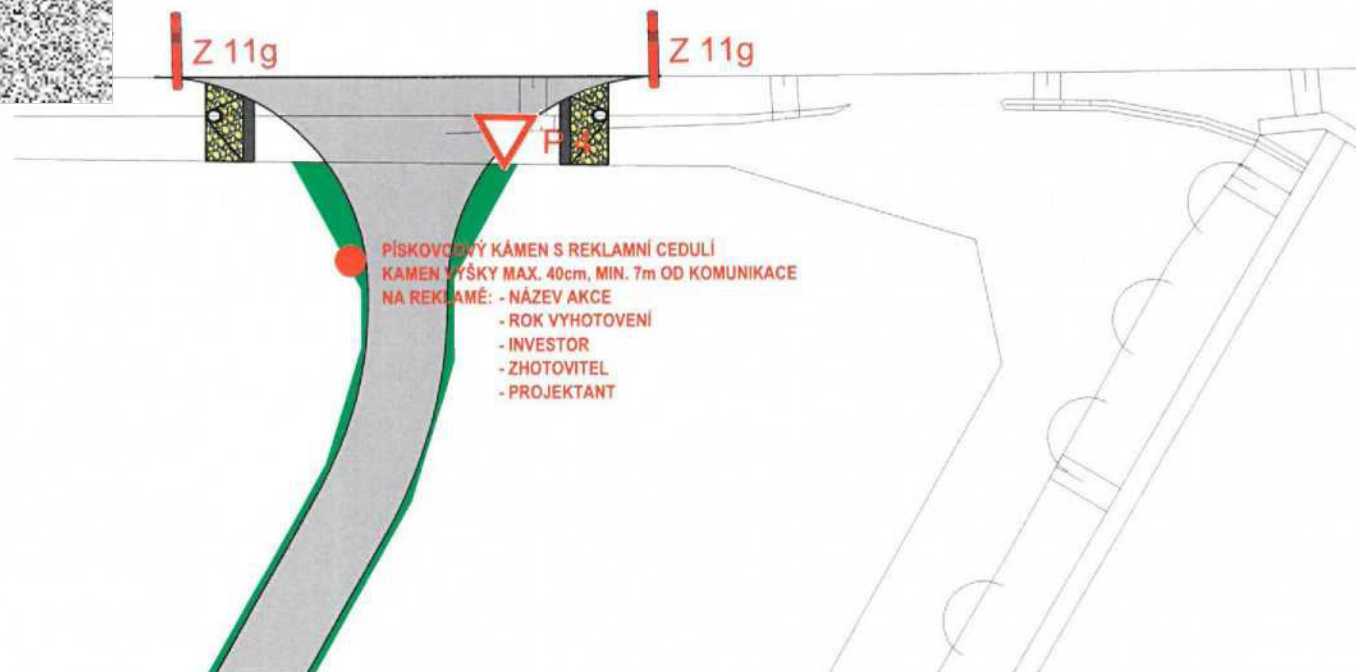 Z 11g
Z 11g
P 4
PÍSKOVCOVÝ KÁMEN S REKLAMNÍ CEDULÍ
KAMEN VÝŠKY MAX. 40cm, MIN. 7m OD KOMUNIKACE
NA REKLAMĚ: - NÁZEV AKCE
- ROK VYHOTOVENÍ
- INVESTOR
- ZHOTOVITEL
- PROJEKTANT